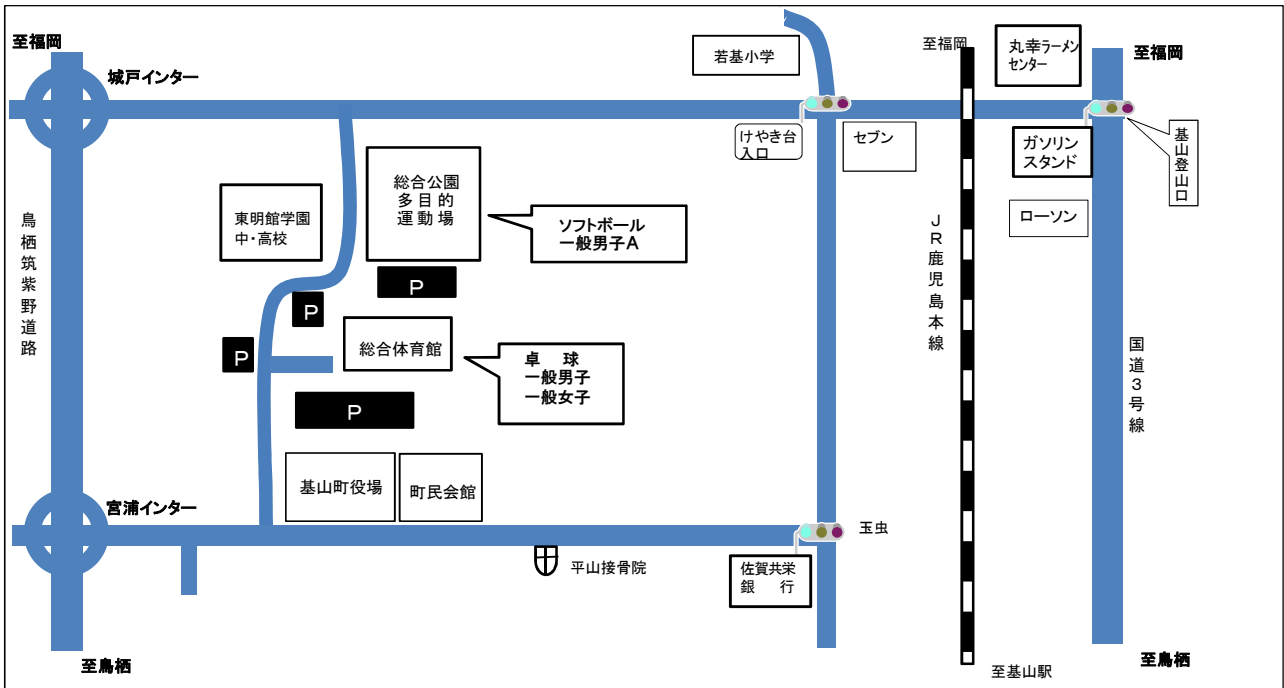 至福岡
城戸インター
若基小学
至福岡
丸幸ラーメン
センター
至福岡
けやき台
入口
セブン
ガソリン
スタンド
基山登山口
総合公園
多目的
運動場
東明館学園
中・高校
ソフトボール
一般男子A
ローソン
鳥栖筑紫野道路
JR鹿児島本線
P
P
P
総合体育館
卓　球
一般男子
一般女子
国道3号線
P
基山町役場
町民会館
宮浦インター
玉虫
平山接骨院
佐賀共栄
銀　行
至鳥栖
至基山駅
至鳥栖